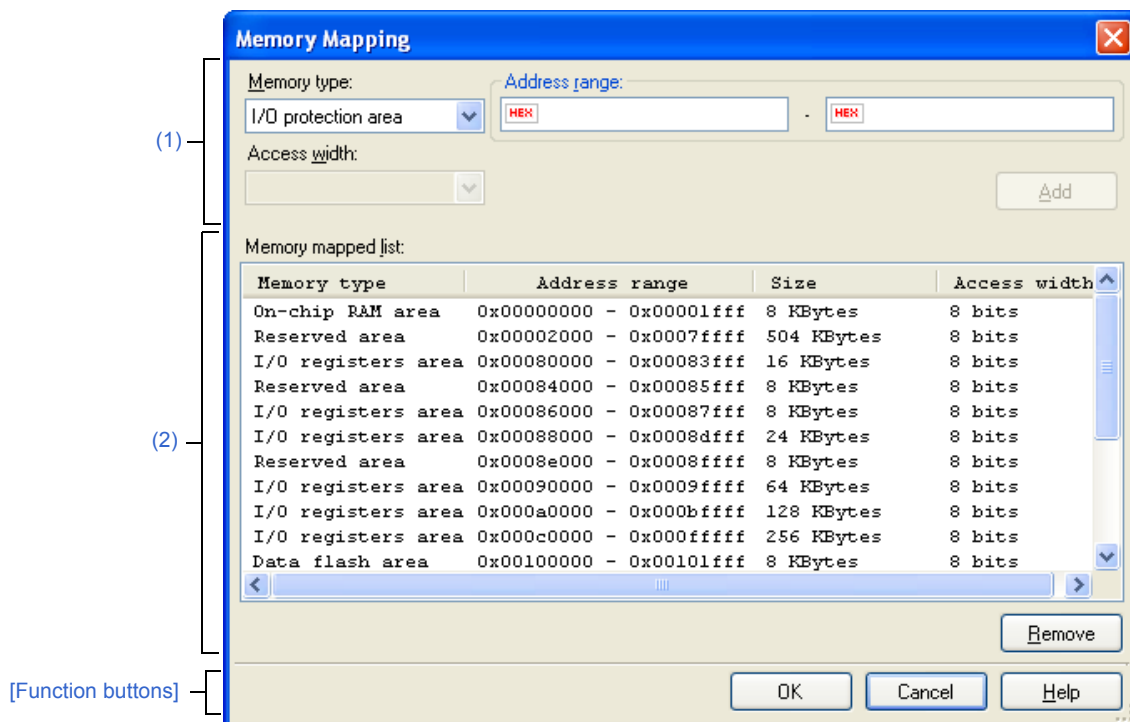 Memory Mapping
Memory type:
Address range:
I/O protection area
HEX
-
HEX
(1)
Access width:
Add
Memory mapped list:
Memory type Address range Size Access width
On-chip RAM area 0x00000000 - 0x00001fff 8 KBytes 8 bits
Reserved area 0x00002000 - 0x0007ffff 504 KBytes 8 bits
I/O registers area 0x00080000 - 0x00083fff 16 KBytes 8 bits
Reserved area 0x00084000 - 0x00085fff 8 KBytes 8 bits
I/O registers area 0x00086000 - 0x00087fff 8 KBytes 8 bits
(2)
I/O registers area 0x00088000 - 0x0008dfff 24 KBytes 8 bits
Reserved area 0x0008e000 - 0x0008ffff 8 KBytes 8 bits
I/O registers area 0x00090000 - 0x0009ffff 64 KBytes 8 bits
I/O registers area 0x000a0000 - 0x000bffff 128 KBytes 8 bits
I/O registers area 0x000c0000 - 0x000fffff 256 KBytes 8 bits
Data flash area 0x00100000 - 0x00101fff 8 KBytes 8 bits
Remove
[Function buttons]
OK
Cancel
Help